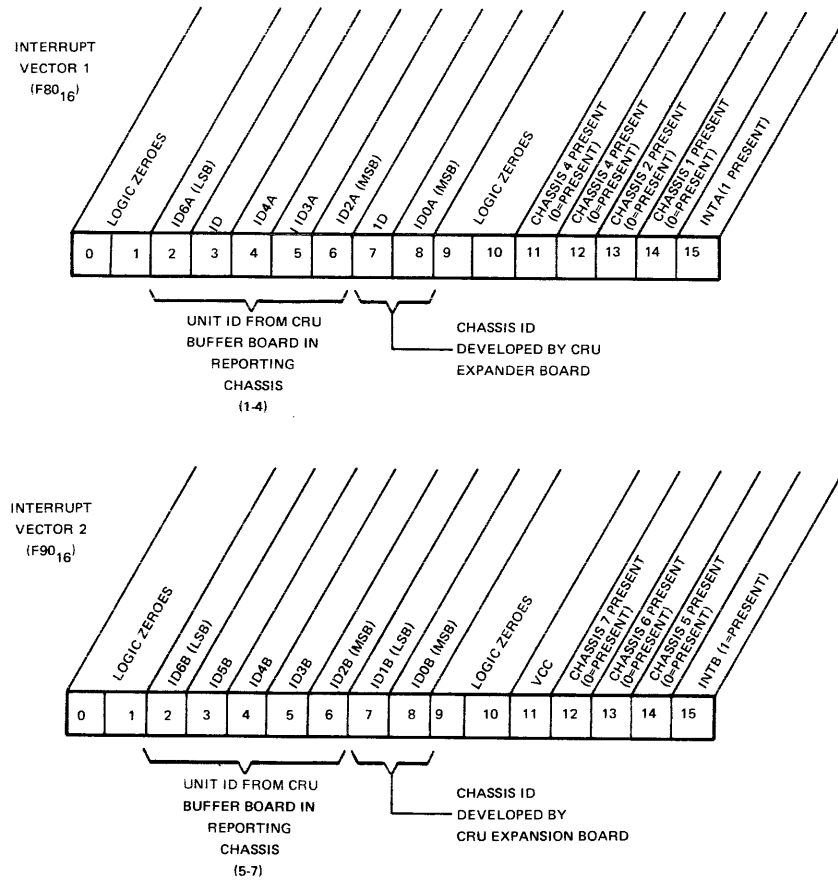 INTERRUPT
VECTOR 1
(F80₁₆)
LOGIC ZEROES
ID6A (LSB)
ID
ID4A
I ID3A
ID2A (MSB)
1D
ID0A (MSB)
LOGIC ZEROES
CHASSIS 4 PRESENT
(0=PRESENT)
CHASSIS 4 PRESENT
(0=PRESENT)
CHASSIS 2 PRESENT
(0=PRESENT)
CHASSIS 1 PRESENT
(0=PRESENT)
INTA (1 PRESENT)
0 1 2 3 4 5 6 7 8 9 10 11 12 13 14 15
UNIT ID FROM CRU
BUFFER BOARD IN
REPORTING
CHASSIS
(1-4)
CHASSIS ID
DEVELOPED BY CRU
EXPANDER BOARD
INTERRUPT
VECTOR 2
(F90₁₆)
LOGIC ZEROES
ID6B (LSB)
ID5B
ID4B
ID3B
ID2B (MSB)
ID1B (LSB)
ID0B (MSB)
LOGIC ZEROES
VCC
CHASSIS 7 PRESENT
(0=PRESENT)
CHASSIS 6 PRESENT
(0=PRESENT)
CHASSIS 5 PRESENT
(0=PRESENT)
INTB (1=PRESENT)
0 1 2 3 4 5 6 7 8 9 10 11 12 13 14 15
UNIT ID FROM CRU
BUFFER BOARD IN
REPORTING
CHASSIS
(5-7)
CHASSIS ID
DEVELOPED BY
CRU EXPANSION BOARD